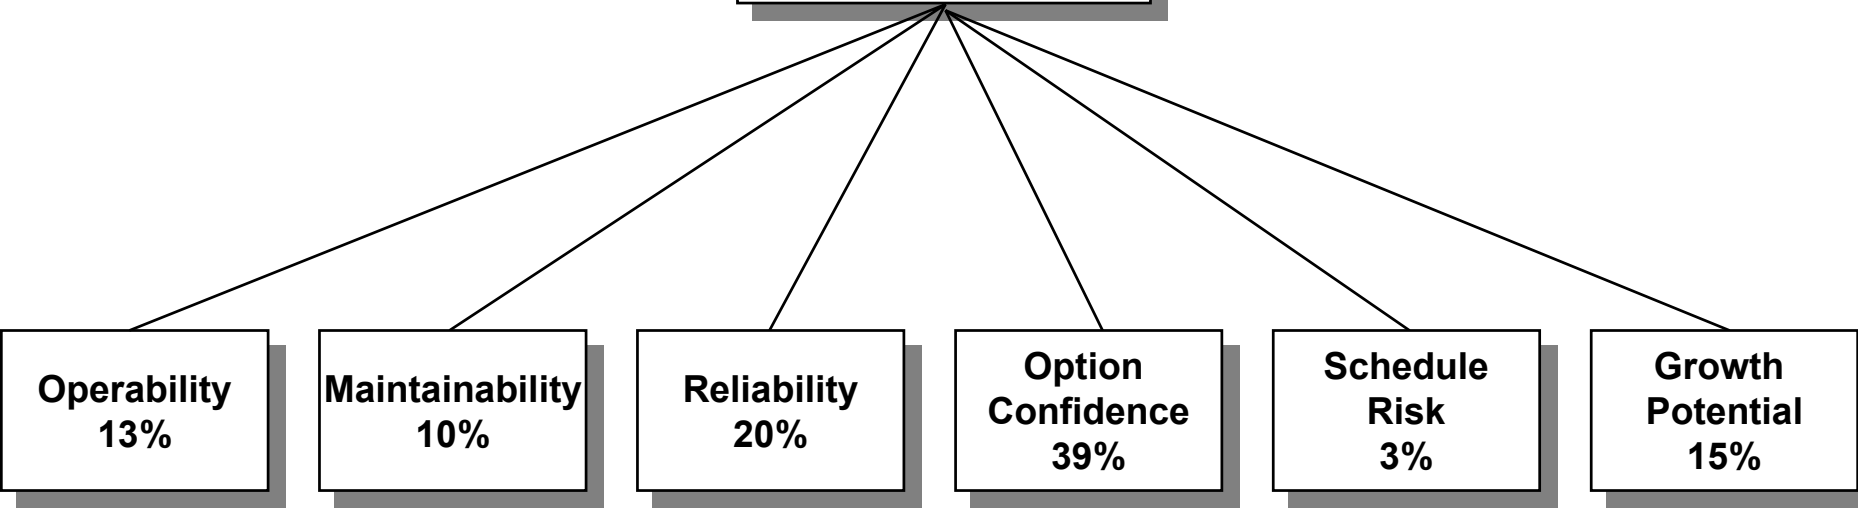 Operability
13%
Maintainability
10%
Reliability
20%
Option
Confidence
39%
Schedule
Risk
3%
Growth
Potential
15%